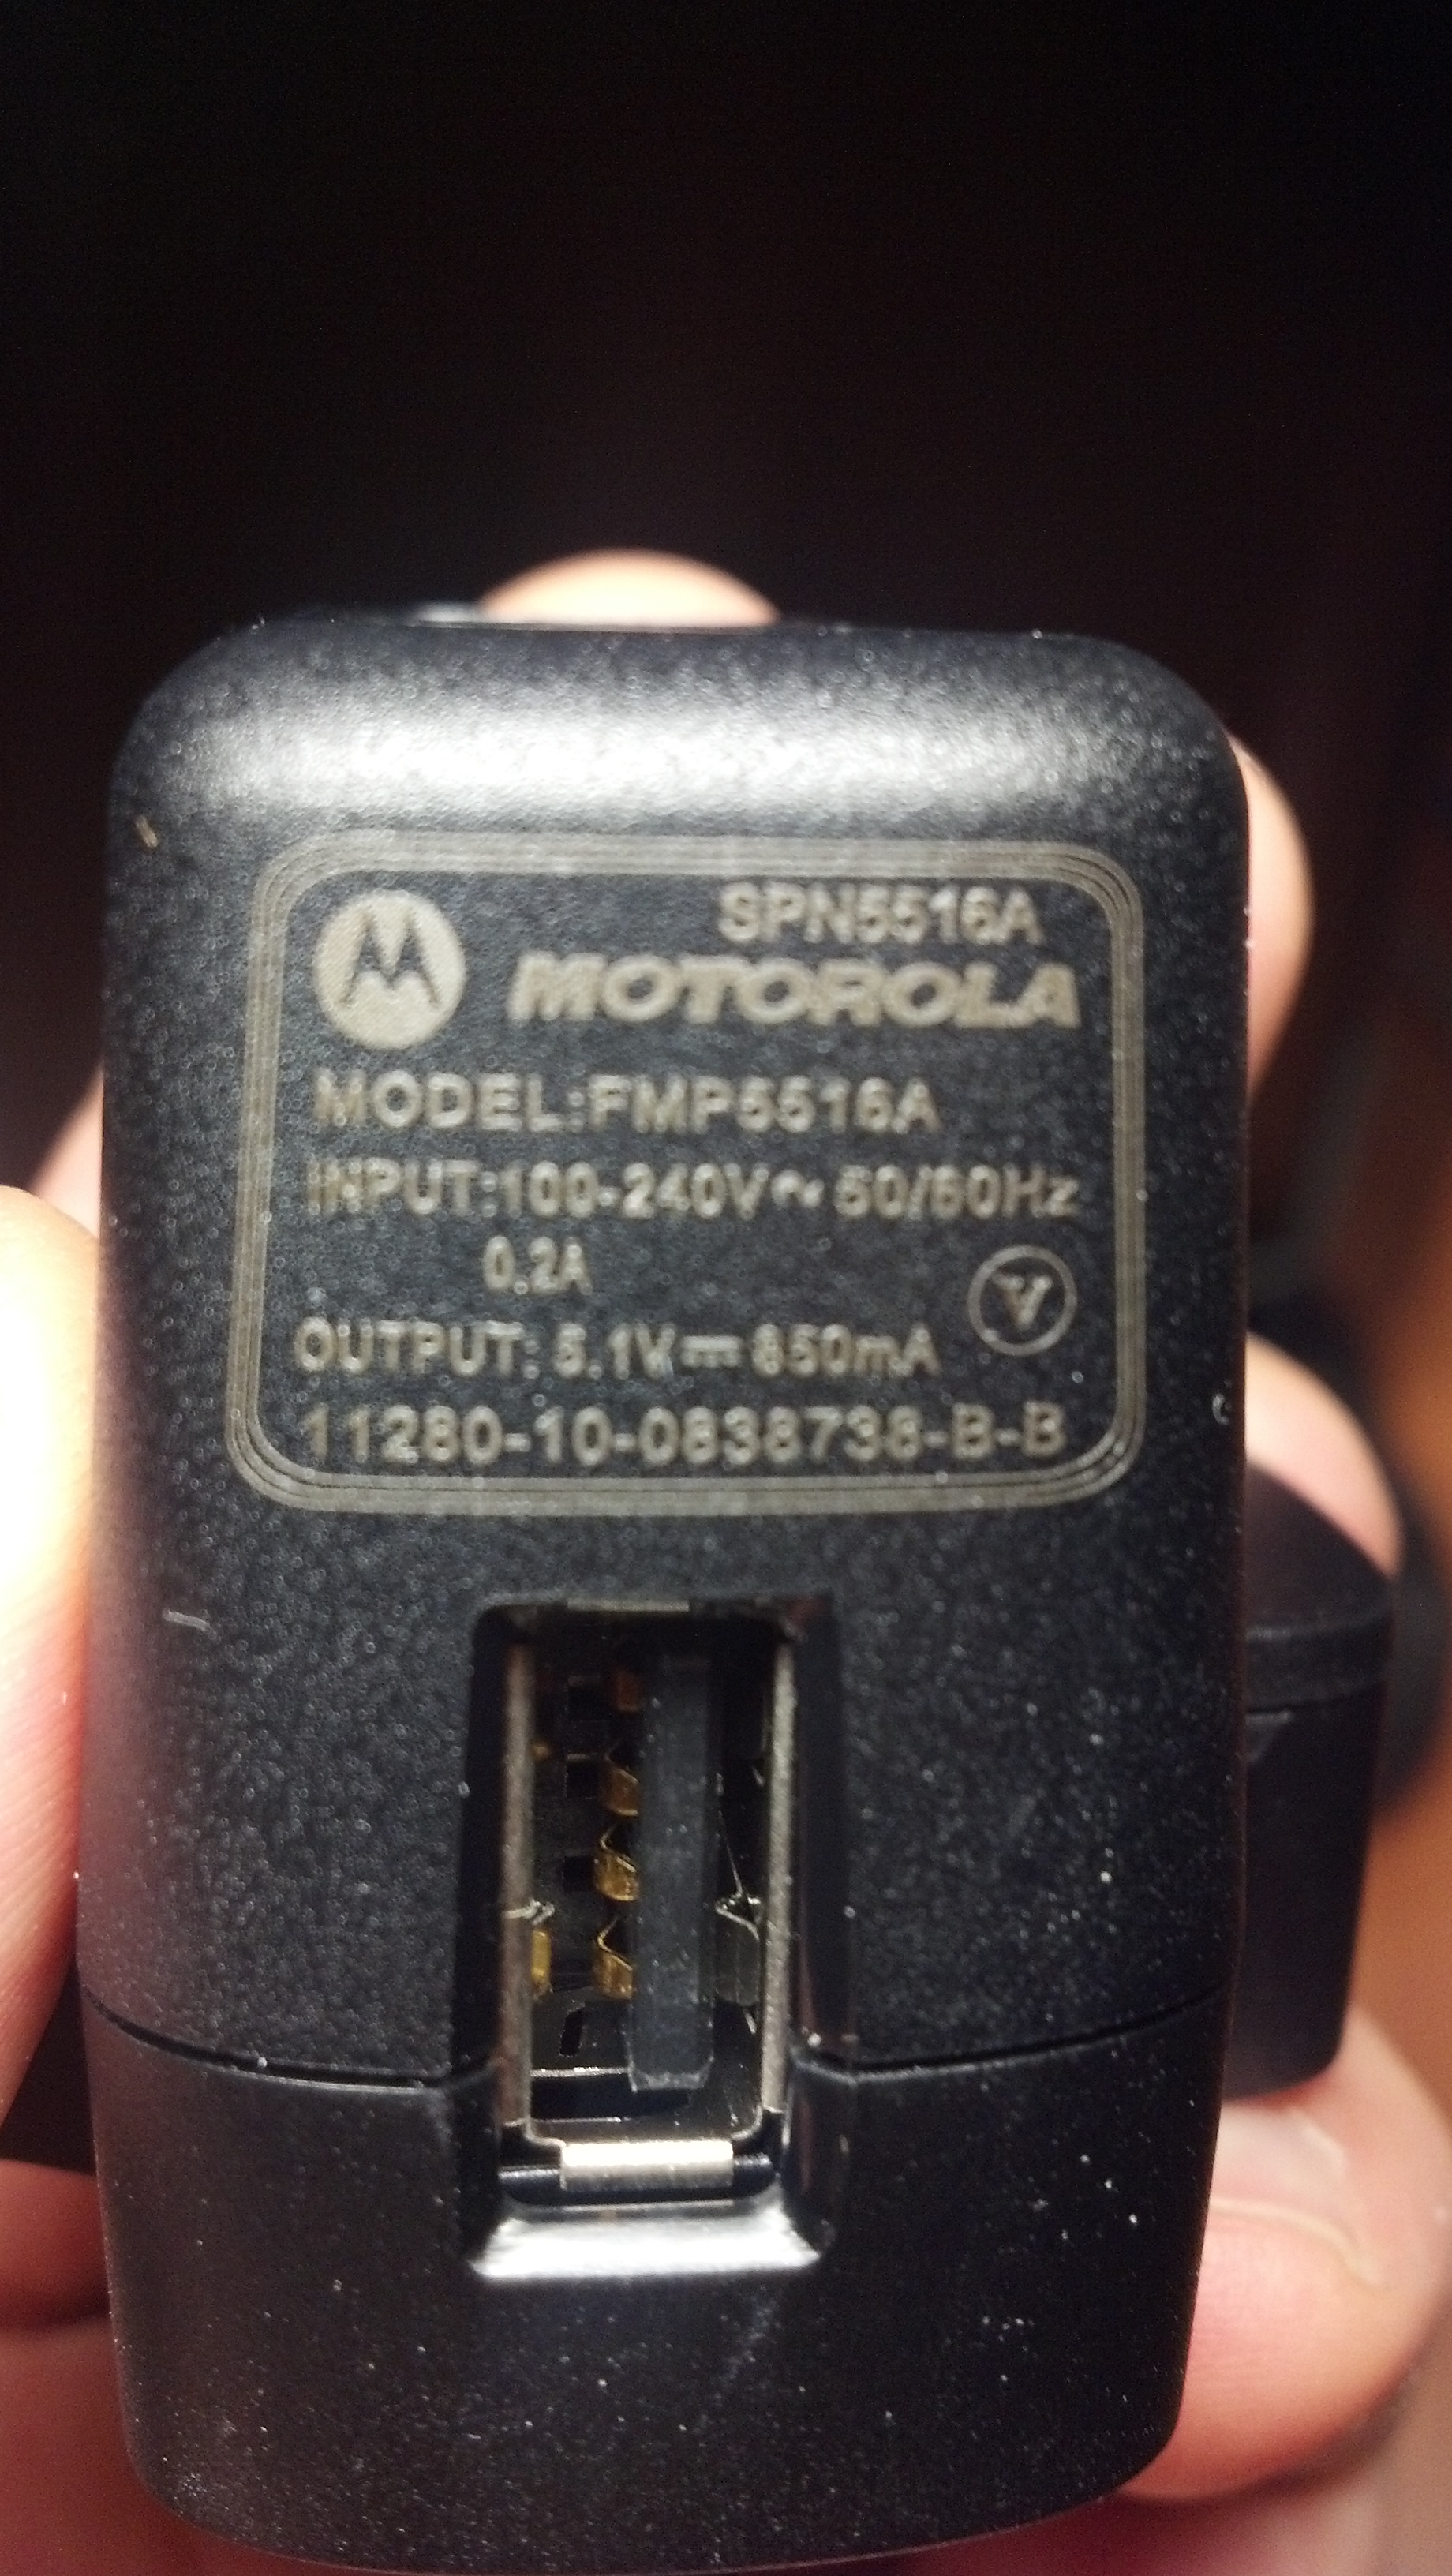 SPN5516A
MOTOROLA
MODEL:FMP5516A
INPUT:100-240V~ 50/60Hz
0.2A
V
OUTPUT: 5.1V⎓850mA
11280-10-0838738-B-B